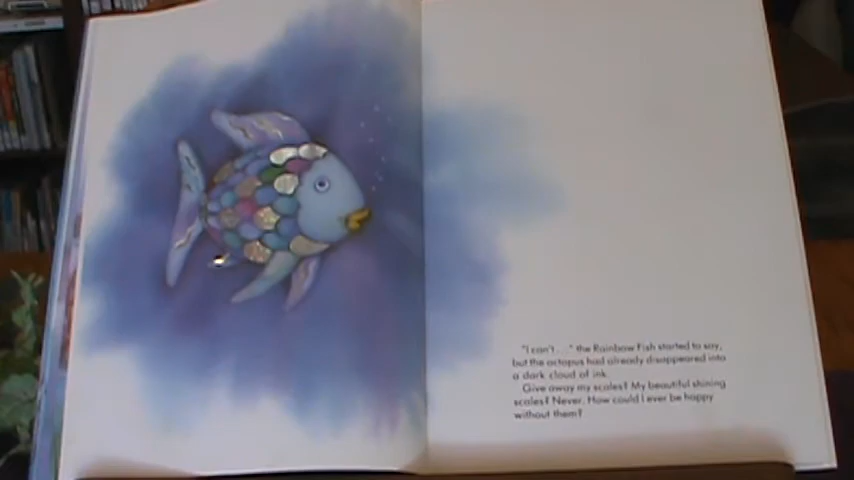 "I can't . . ." the Rainbow Fish started to say,
but the octopus had already disappeared into
a dark cloud of ink.
Give away my scales? My beautiful shining
scales? Never. How could I ever be happy
without them?